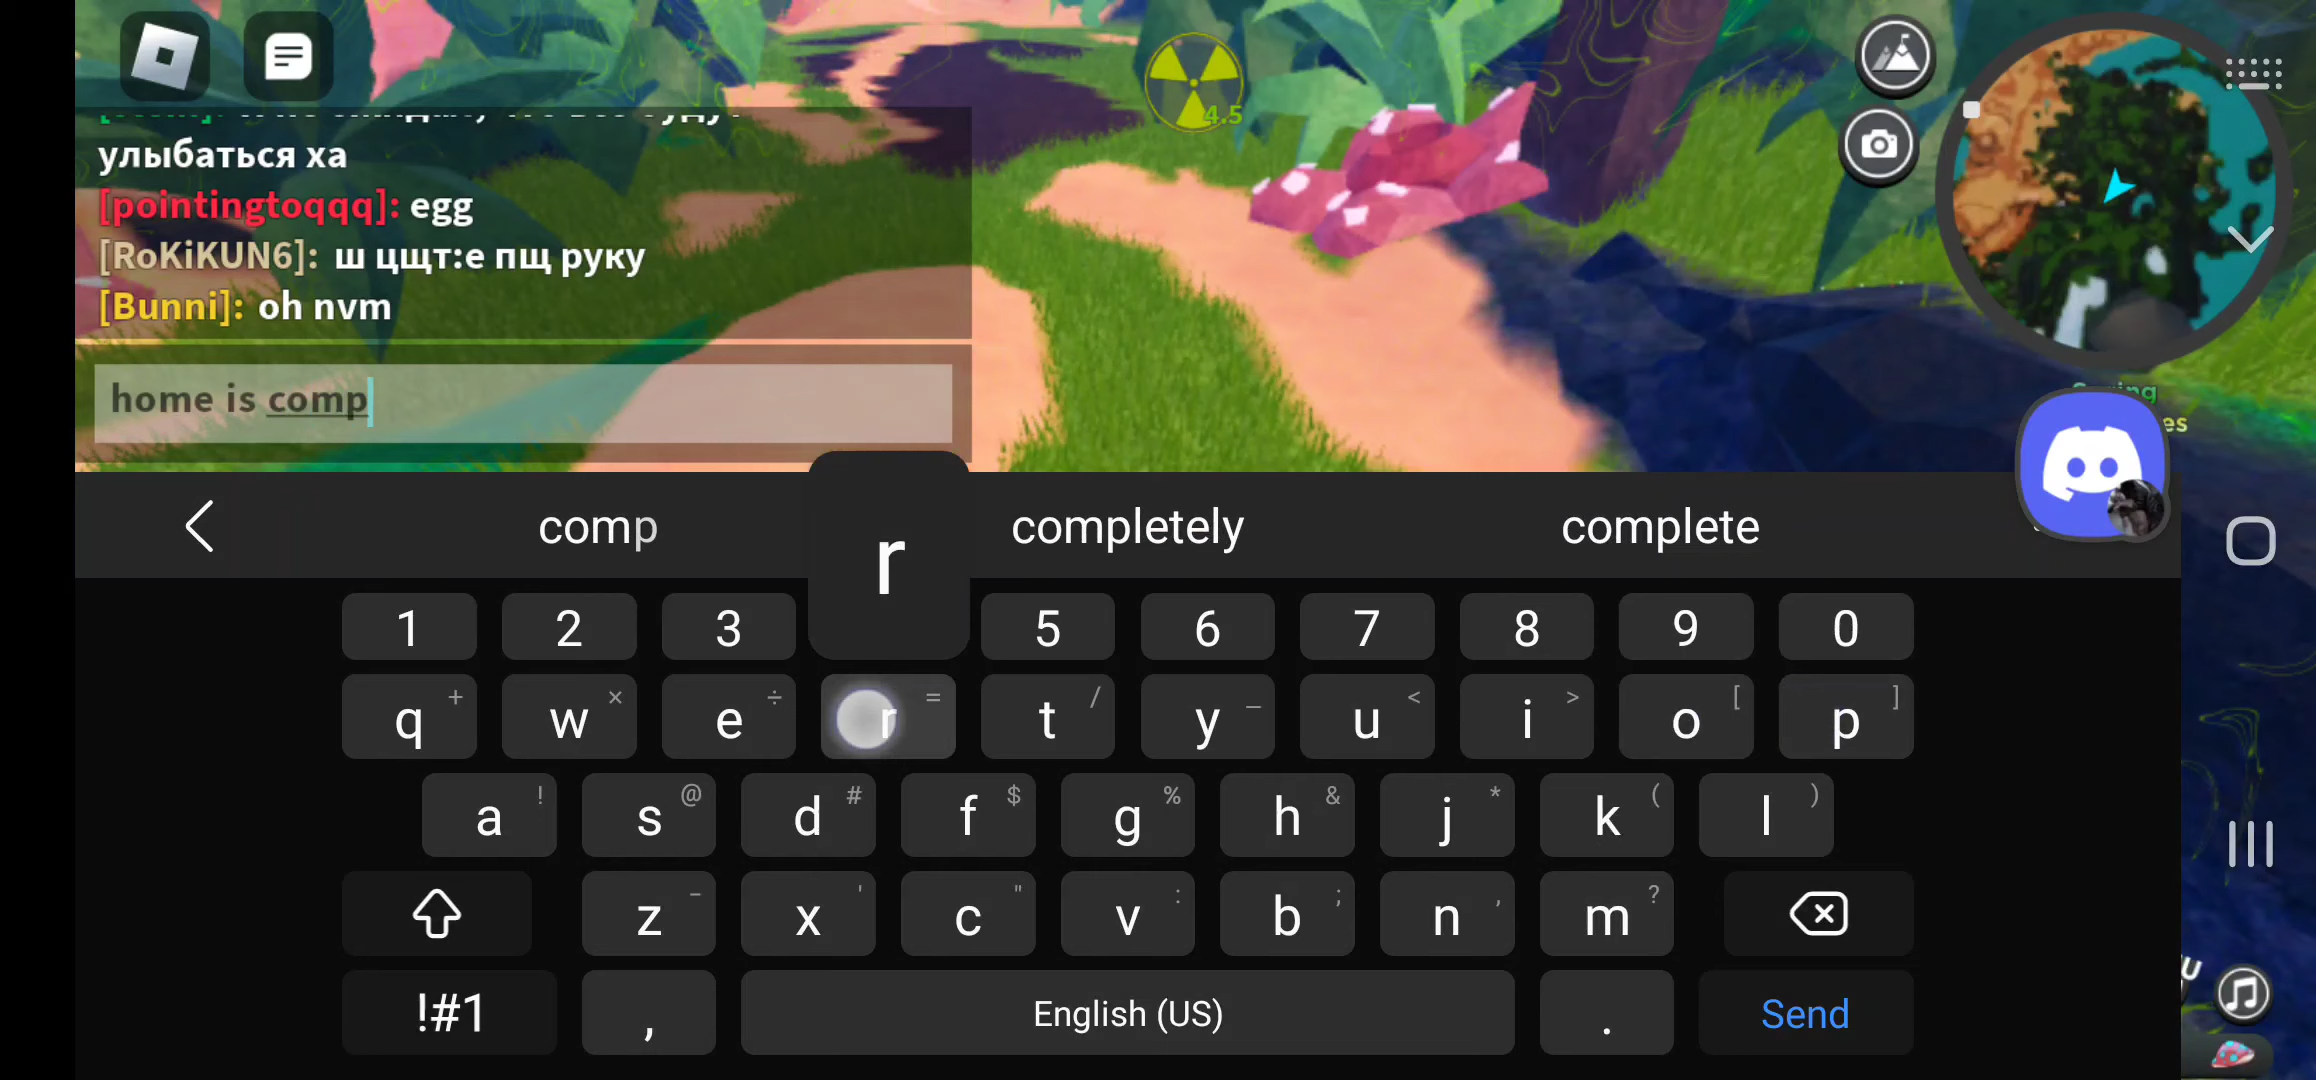 4.5
улыбаться ха
[pointingtoqqq]: egg
[RoKiKUN6]: ш цщт:е пщ руку
[Bunni]: oh nvm
home is comp
comp completely complete
r
1 2 3 5 6 7 8 9 0
q + w × e ÷ r = t / y _ u < i > o [ p ]
a ! s @ d # f $ g % h & j * k ( l )
z - x ' c " v : b ; n , m ?
!#1 , English (US) . Send